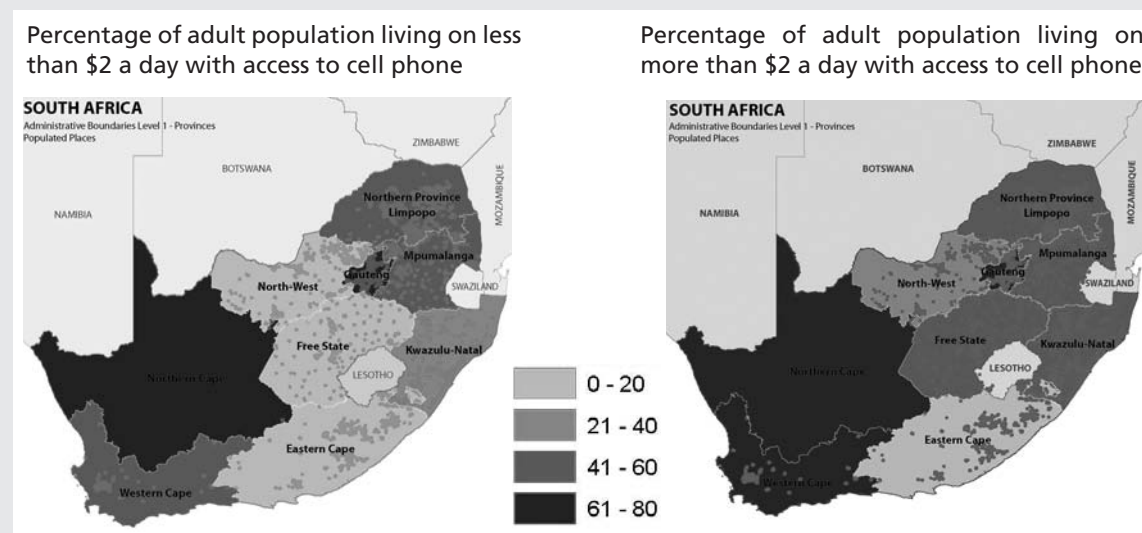 Percentage of adult population living on less
than $2 a day with access to cell phone
SOUTH AFRICA
Administrative Boundaries Level 1 - Provinces
Populated Places
ZIMBABWE
BOTSWANA
MOZAMBIQUE
NAMIBIA
Northern Province
Limpopo
Mpumalanga
Gauteng
North-West
SWAZILAND
Free State
Kwazulu-Natal
LESOTHO
Northern Cape
Eastern Cape
Western Cape
0 - 20
21 - 40
41 - 60
61 - 80
Percentage of adult population living on
more than $2 a day with access to cell phone
SOUTH AFRICA
Administrative Boundaries Level 1 - Provinces
Populated Places
ZIMBABWE
BOTSWANA
MOZAMBIQUE
NAMIBIA
Northern Province
Limpopo
Mpumalanga
Gauteng
North-West
SWAZILAND
Free State
Kwazulu-Natal
LESOTHO
Northern Cape
Eastern Cape
Western Cape